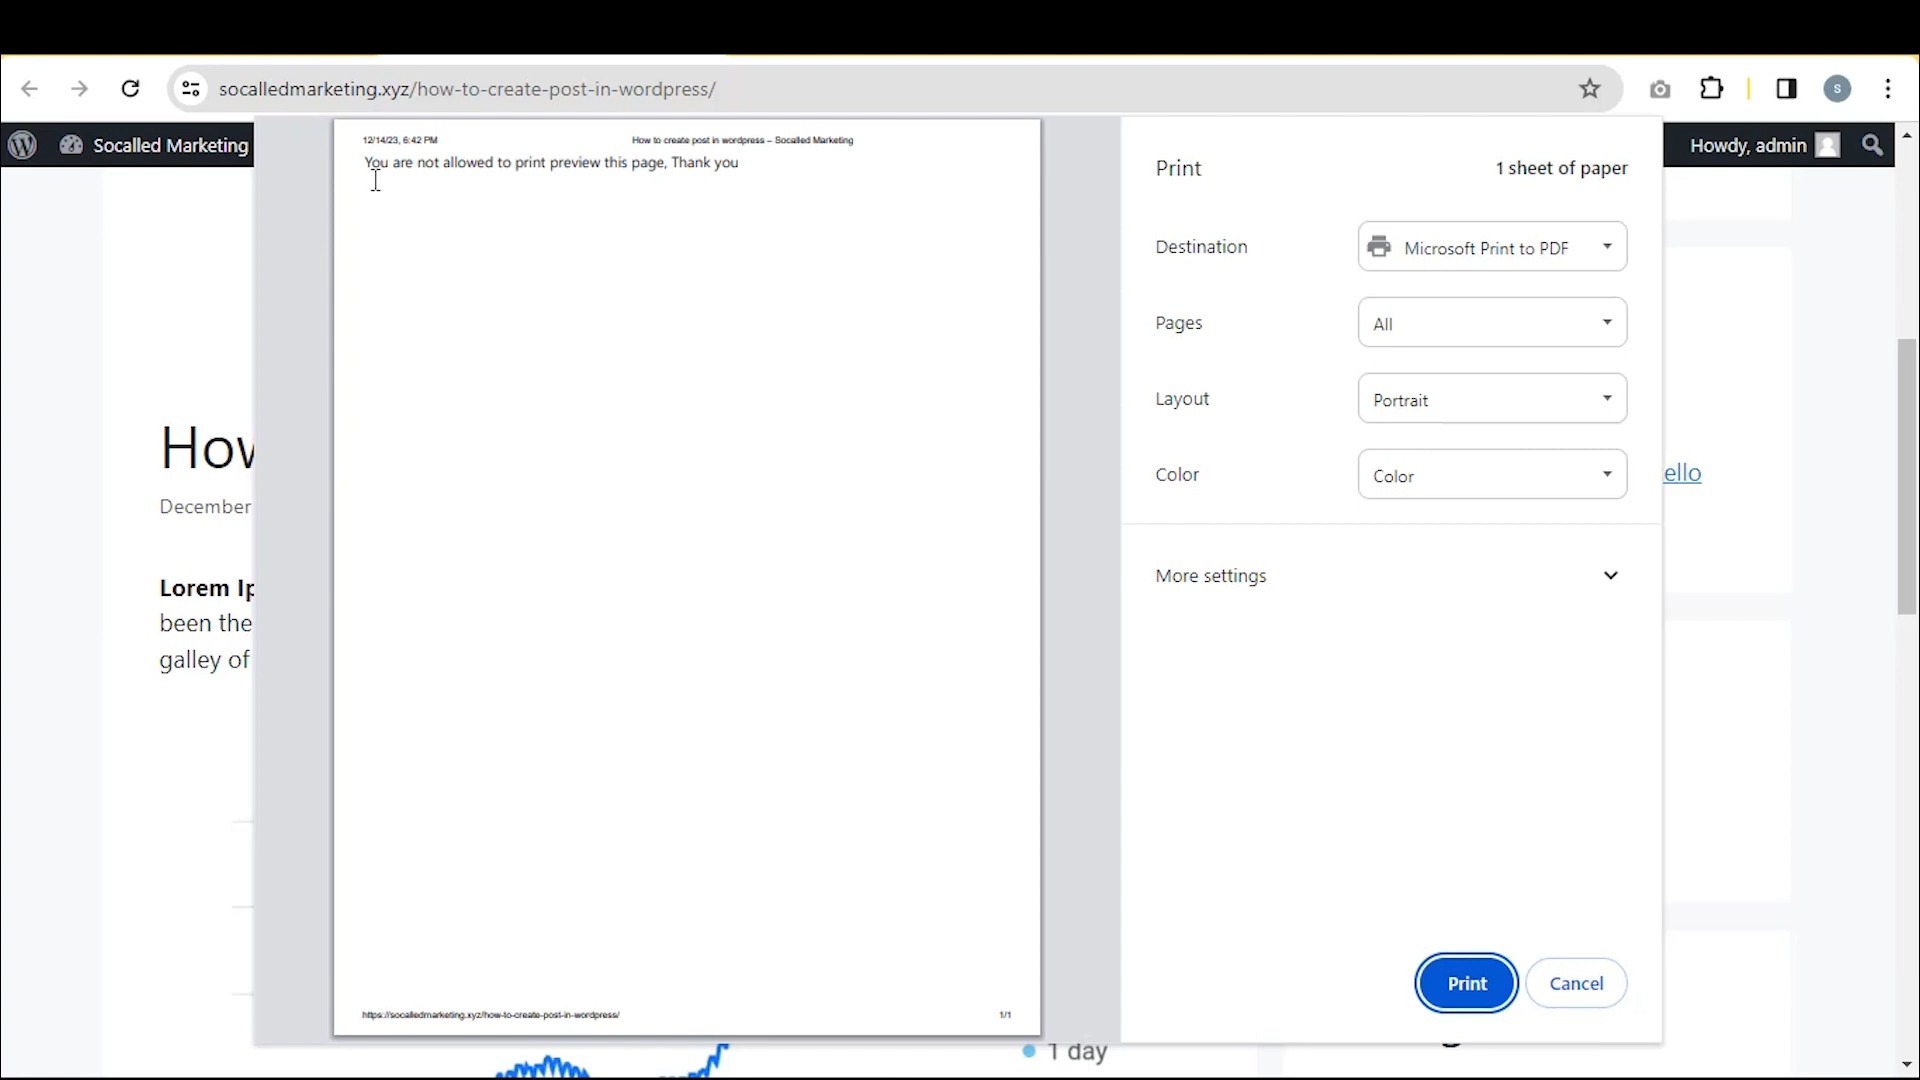 socalledmarketing.xyz/how-to-create-post-in-wordpress/
S
Socalled Marketing
Howdy, admin
12/14/23, 6:42 PM How to create post in wordpress – Socalled Marketing
You are not allowed to print preview this page, Thank you
Print 1 sheet of paper
Destination Microsoft Print to PDF
Pages All
Layout Portrait
Color Color
More settings
How
ello
December
Lorem Ip
been the
galley of
Print Cancel
https://socalledmarketing.xyz/how-to-create-post-in-wordpress/ 1/1
1 day